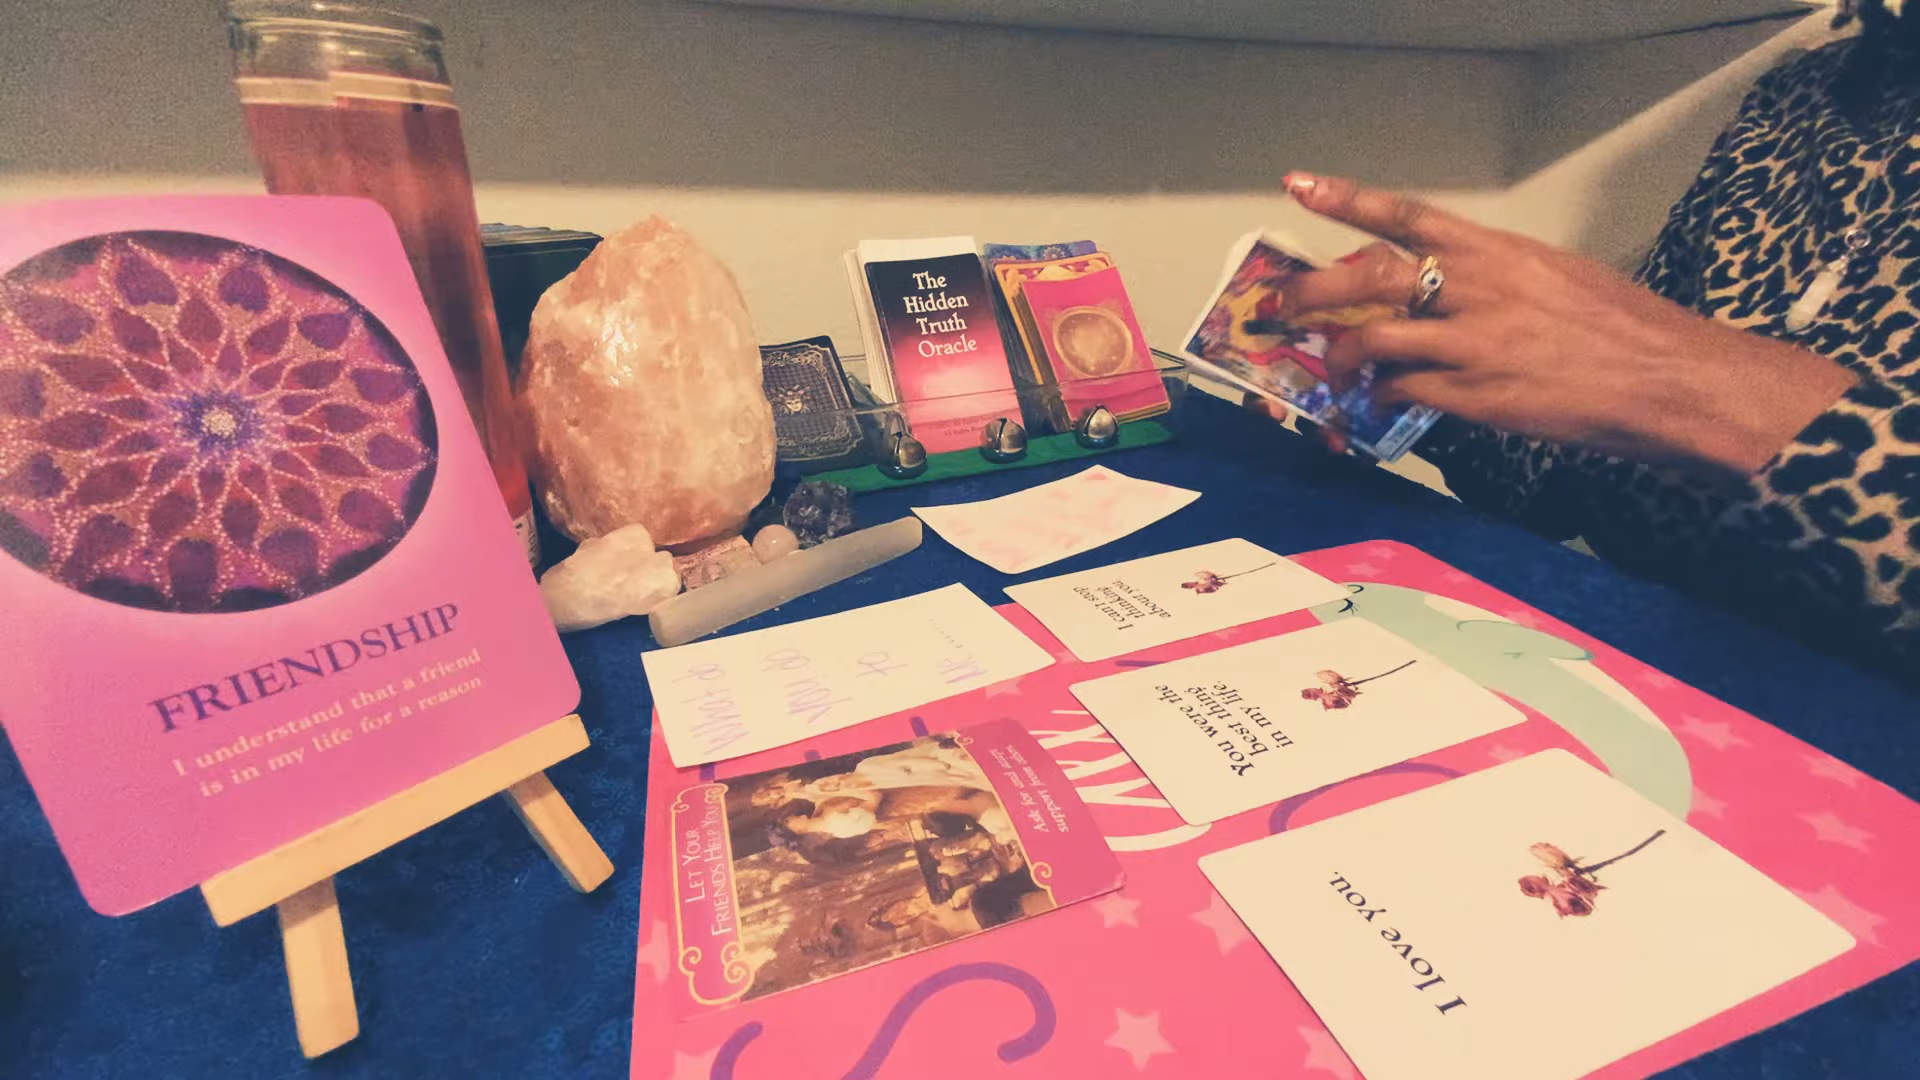 FRIENDSHIP
I understand that a friend
is in my life for a reason
The
Hidden
Truth
Oracle
I can't stop
thinking
about you.
You were the
best thing
in my life.
I love you.
What do
you do
to
me
LET YOUR
FRIENDS HELP YOU
Ask for and accept
support from others